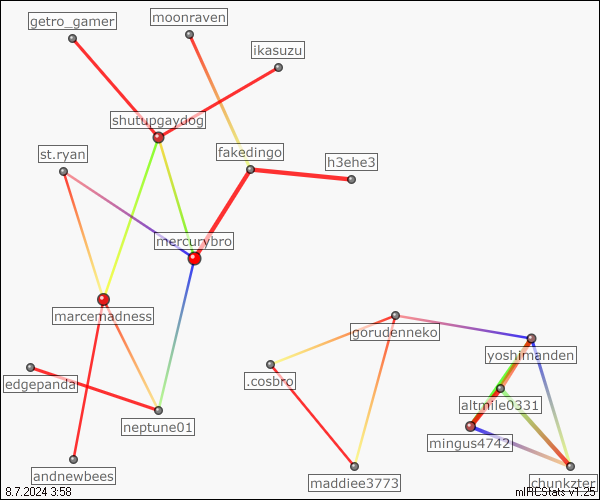 moonraven
getro_gamer
ikasuzu
shutupgaydog
fakedingo
st.ryan
h3ehe3
mercurybro
marcemadness
gorudenneko
yoshimanden
.cosbro
edgepanda
altmile0331
neptune01
mingus4742
andnewbees
maddiee3773
chunkzter
8.7.2024 3:58
mIRCStats v1.25